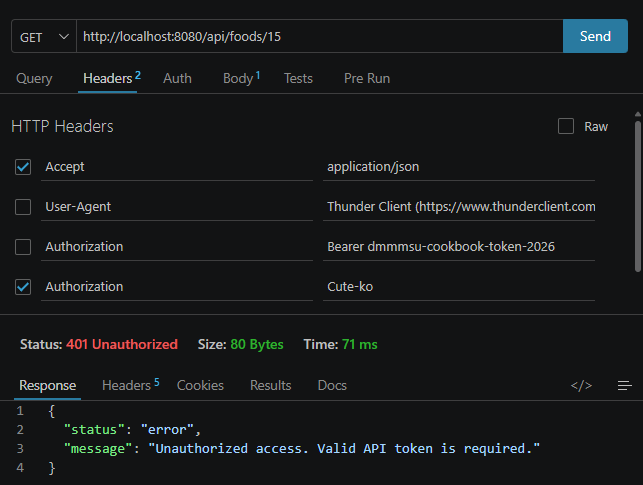 GET http://localhost:8080/api/foods/15 Send
Query Headers 2 Auth Body 1 Tests Pre Run
HTTP Headers Raw
Accept application/json
User-Agent Thunder Client (https://www.thunderclient.com
Authorization Bearer dmmmsu-cookbook-token-2026
Authorization Cute-ko
Status: 401 Unauthorized Size: 80 Bytes Time: 71 ms
Response Headers 5 Cookies Results Docs </>
1 {
2 "status": "error",
3 "message": "Unauthorized access. Valid API token is required."
4 }